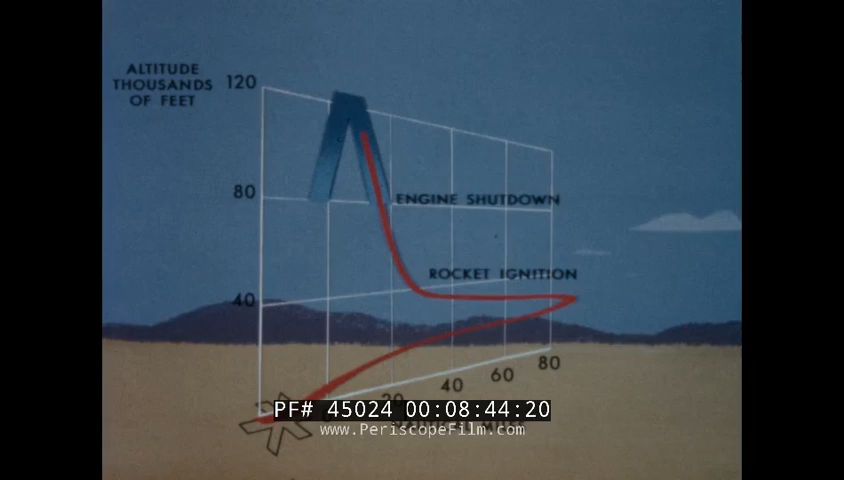 ALTITUDE
THOUSANDS
OF FEET
120
80
ENGINE SHUTDOWN
ROCKET IGNITION
40
80
60
40
20
PF# 45024 00:08:44:20
www.PeriscopeFilm.com